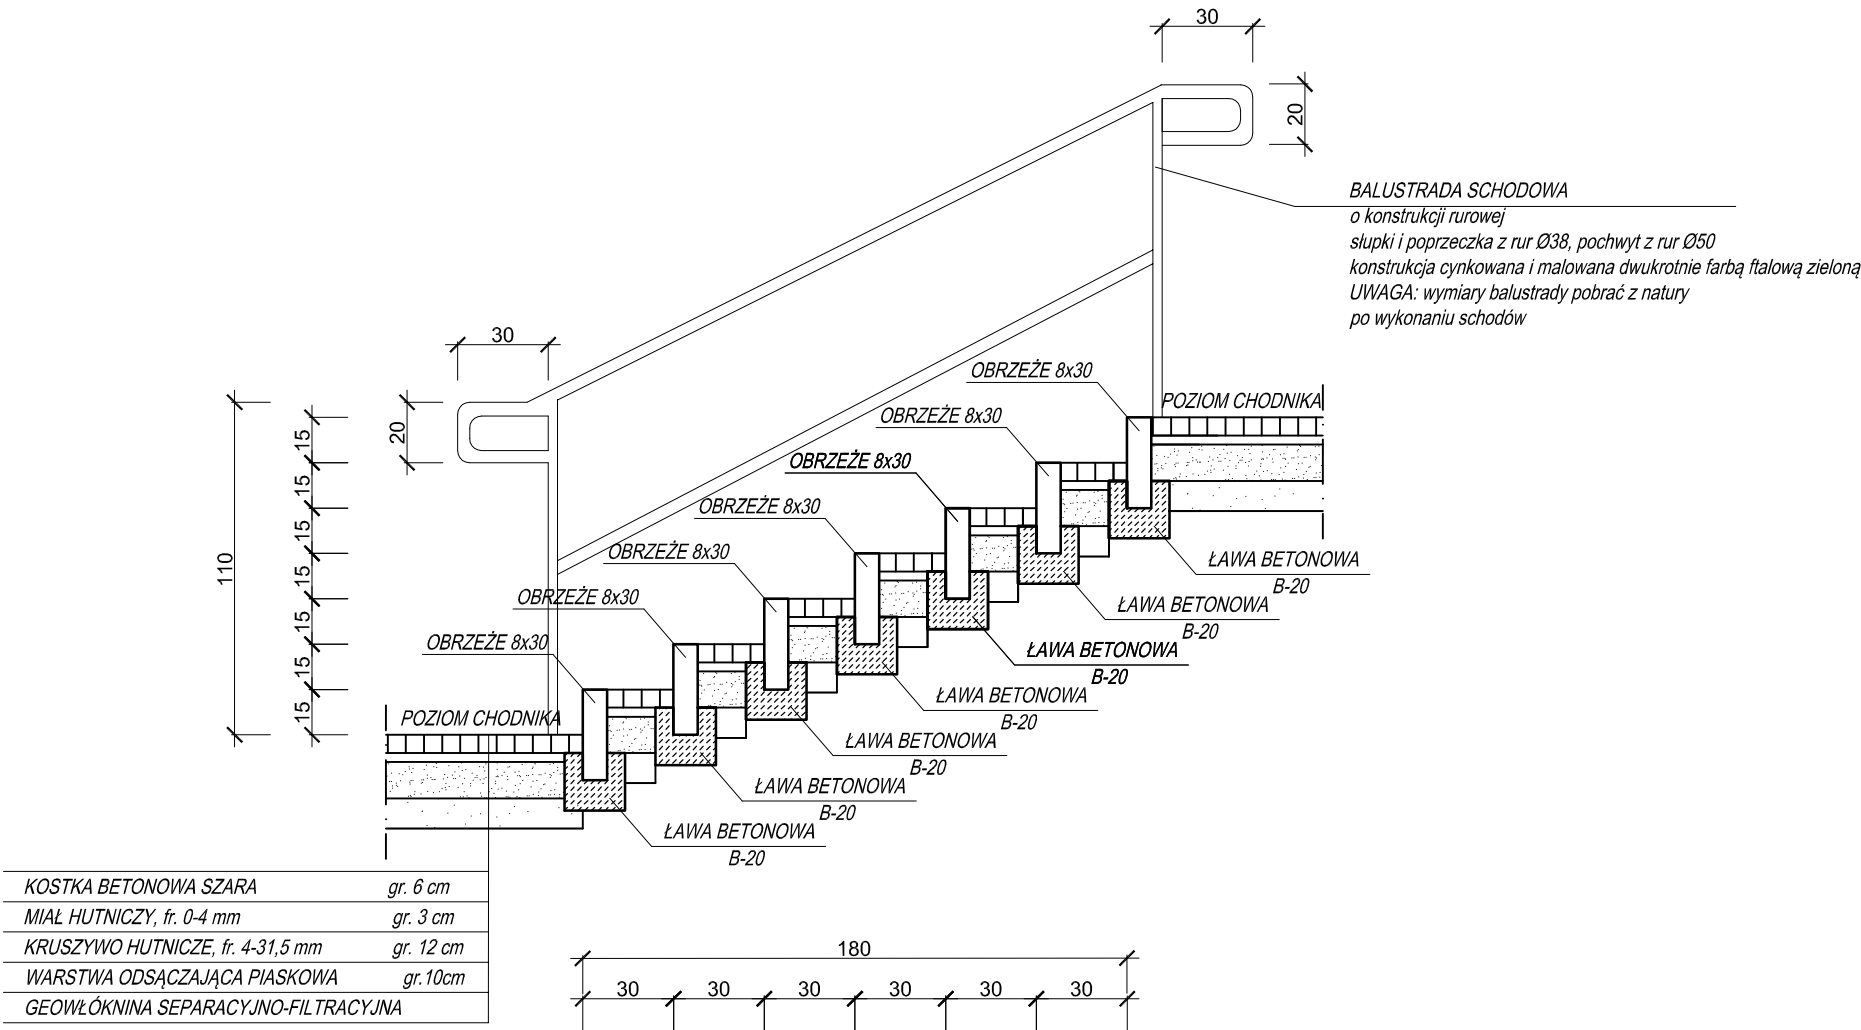 30
20
BALUSTRADA SCHODOWA
o konstrukcji rurowej
słupki i poprzeczka z rur Ø38, pochwyt z rur Ø50
konstrukcja cynkowana i malowana dwukrotnie farbą ftalową zieloną
UWAGA: wymiary balustrady pobrać z natury
po wykonaniu schodów
30
20
110
15
15
15
15
15
15
15
OBRZEŻE 8x30
POZIOM CHODNIKA
OBRZEŻE 8x30
OBRZEŻE 8x30
OBRZEŻE 8x30
OBRZEŻE 8x30
OBRZEŻE 8x30
OBRZEŻE 8x30
POZIOM CHODNIKA
ŁAWA BETONOWA
B-20
ŁAWA BETONOWA
B-20
ŁAWA BETONOWA
B-20
ŁAWA BETONOWA
B-20
ŁAWA BETONOWA
B-20
ŁAWA BETONOWA
B-20
ŁAWA BETONOWA
B-20
KOSTKA BETONOWA SZARA gr. 6 cm
MIAŁ HUTNICZY, fr. 0-4 mm gr. 3 cm
KRUSZYWO HUTNICZE, fr. 4-31,5 mm gr. 12 cm
WARSTWA ODSĄCZAJĄCA PIASKOWA gr.10cm
GEOWŁÓKNINA SEPARACYJNO-FILTRACYJNA
180
30 30 30 30 30 30